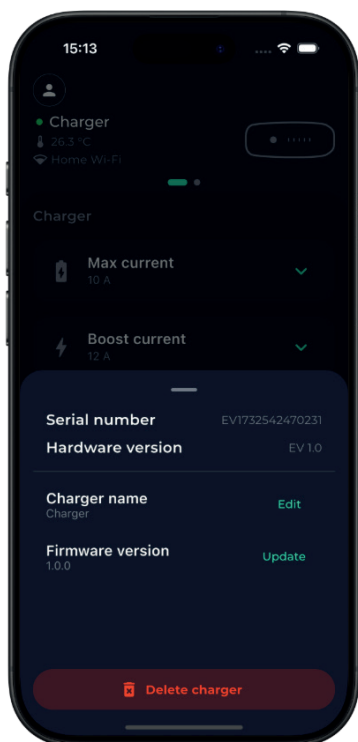 15:13
Charger
26.3 °C
Home Wi-Fi
Charger
Max current
10 A
Boost current
12 A
Serial number EV1732542470231
Hardware version EV 1.0
Charger name
Charger
Edit
Firmware version
1.0.0
Update
Delete charger